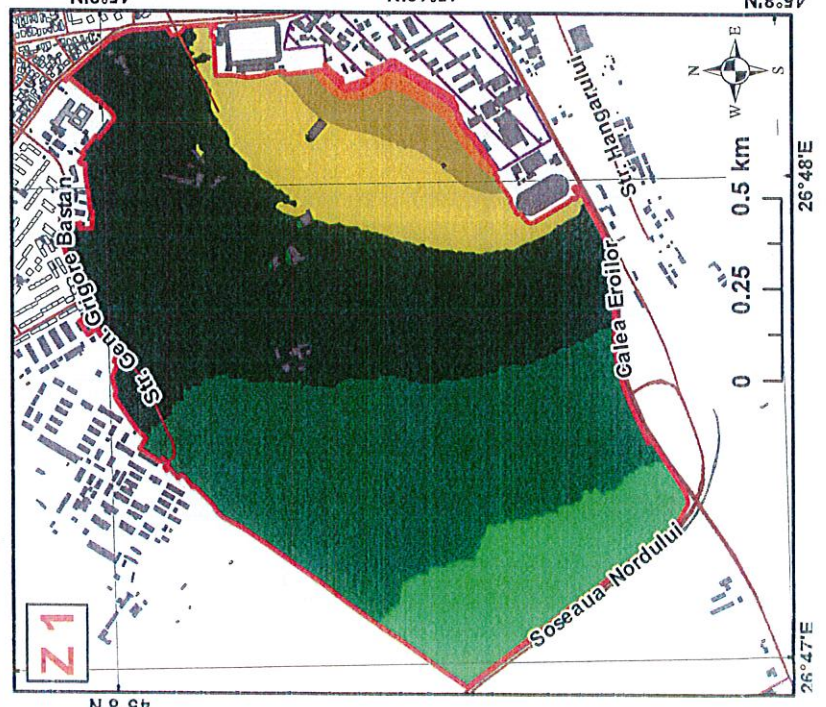 45°8'N
Z 1
Str. Gen. Grigore Bastan
Str. Hangarului
Calea Eroilor
Soseaua Nordului
N
W
E
S
0
0.25
0.5 km
26°47'E
26°48'E